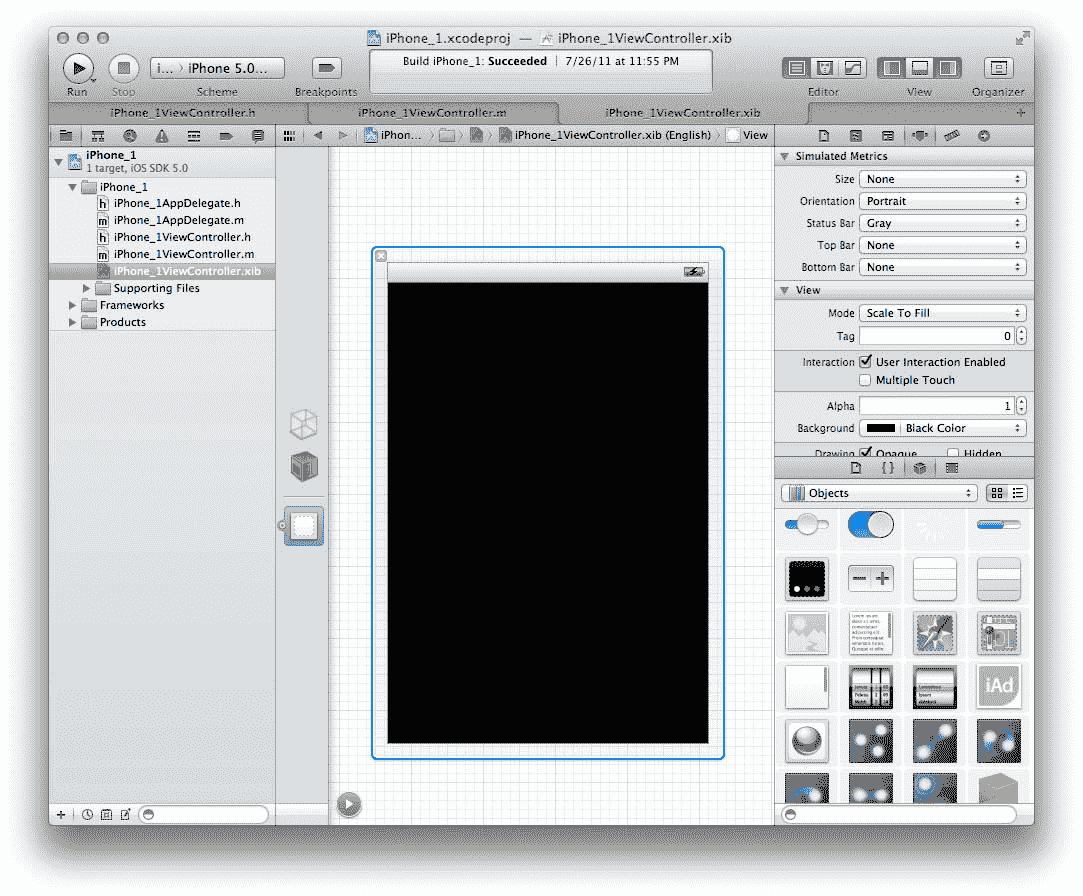 iPhone_1.xcodeproj — iPhone_1ViewController.xib
i... › iPhone 5.0...
Build iPhone_1: Succeeded | 7/26/11 at 11:55 PM
Run Stop Scheme Breakpoints Editor View Organizer
iPhone_1ViewController.h iPhone_1ViewController.m iPhone_1ViewController.xib
iPhon... iPhone_1ViewController.xib (English) View
iPhone_1
1 target, iOS SDK 5.0
iPhone_1
iPhone_1AppDelegate.h
iPhone_1AppDelegate.m
iPhone_1ViewController.h
iPhone_1ViewController.m
iPhone_1ViewController.xib
Supporting Files
Frameworks
Products
Simulated Metrics
Size None
Orientation Portrait
Status Bar Gray
Top Bar None
Bottom Bar None
View
Mode Scale To Fill
Tag 0
Interaction User Interaction Enabled
Multiple Touch
Alpha 1
Background Black Color
Drawing Opaque Hidden
Objects
iAd